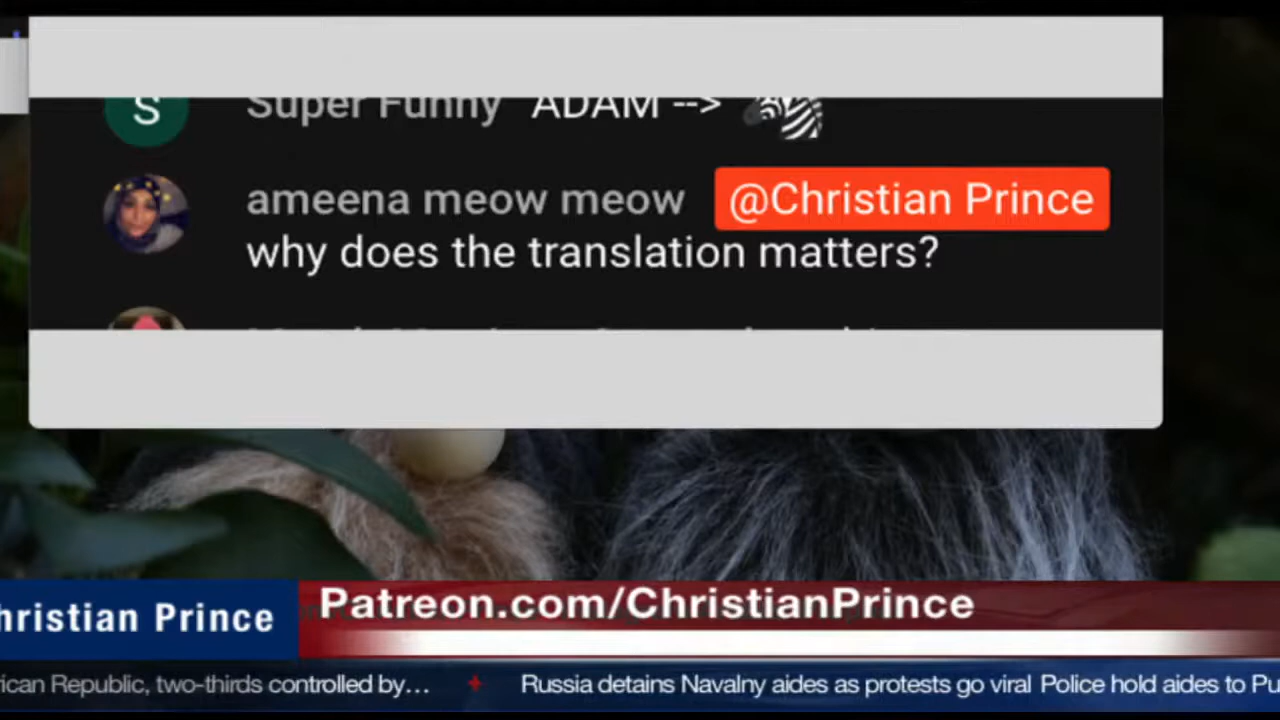 S Super Funny ADAM -->
ameena meow meow @Christian Prince
why does the translation matters?
hristian Prince
Patreon.com/ChristianPrince
rican Republic, two-thirds controlled by… Russia detains Navalny aides as protests go viral Police hold aides to Pu